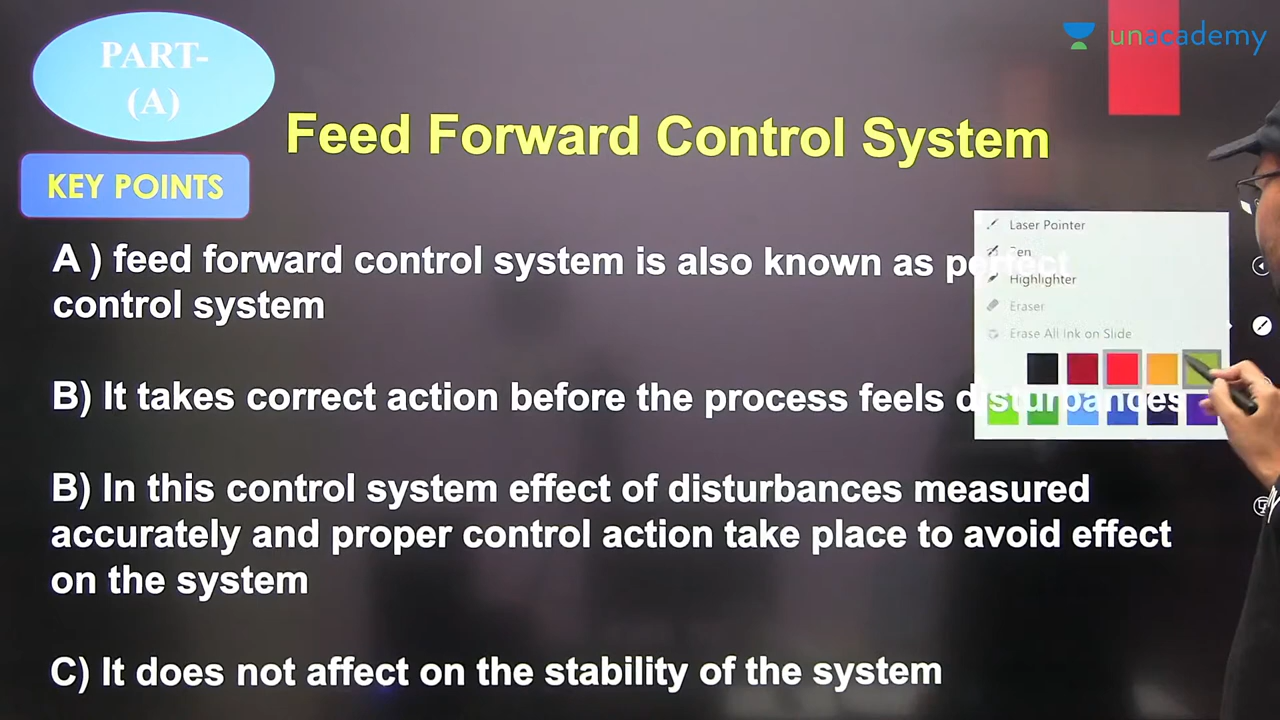 PART-
(A)
unacademy
Feed Forward Control System
KEY POINTS
Laser Pointer
A ) feed forward control system is also known as perfect
Pen
Highlighter
control system
Eraser
Erase All Ink on Slide
B) It takes correct action before the process feels disturbances
B) In this control system effect of disturbances measured
accurately and proper control action take place to avoid effect
on the system
C) It does not affect on the stability of the system